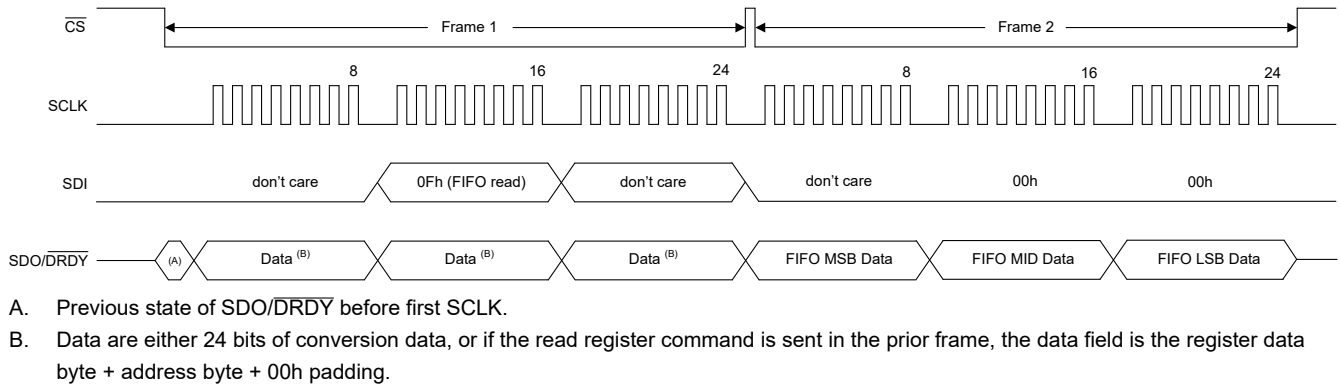 CS Frame 1 Frame 2
8 16 24 8 16 24
SCLK
SDI don't care 0Fh (FIFO read) don't care don't care 00h 00h
SDO/DRDY (A) Data (B) Data (B) Data (B) FIFO MSB Data FIFO MID Data FIFO LSB Data
A. Previous state of SDO/DRDY before first SCLK.
B. Data are either 24 bits of conversion data, or if the read register command is sent in the prior frame, the data field is the register data
byte + address byte + 00h padding.